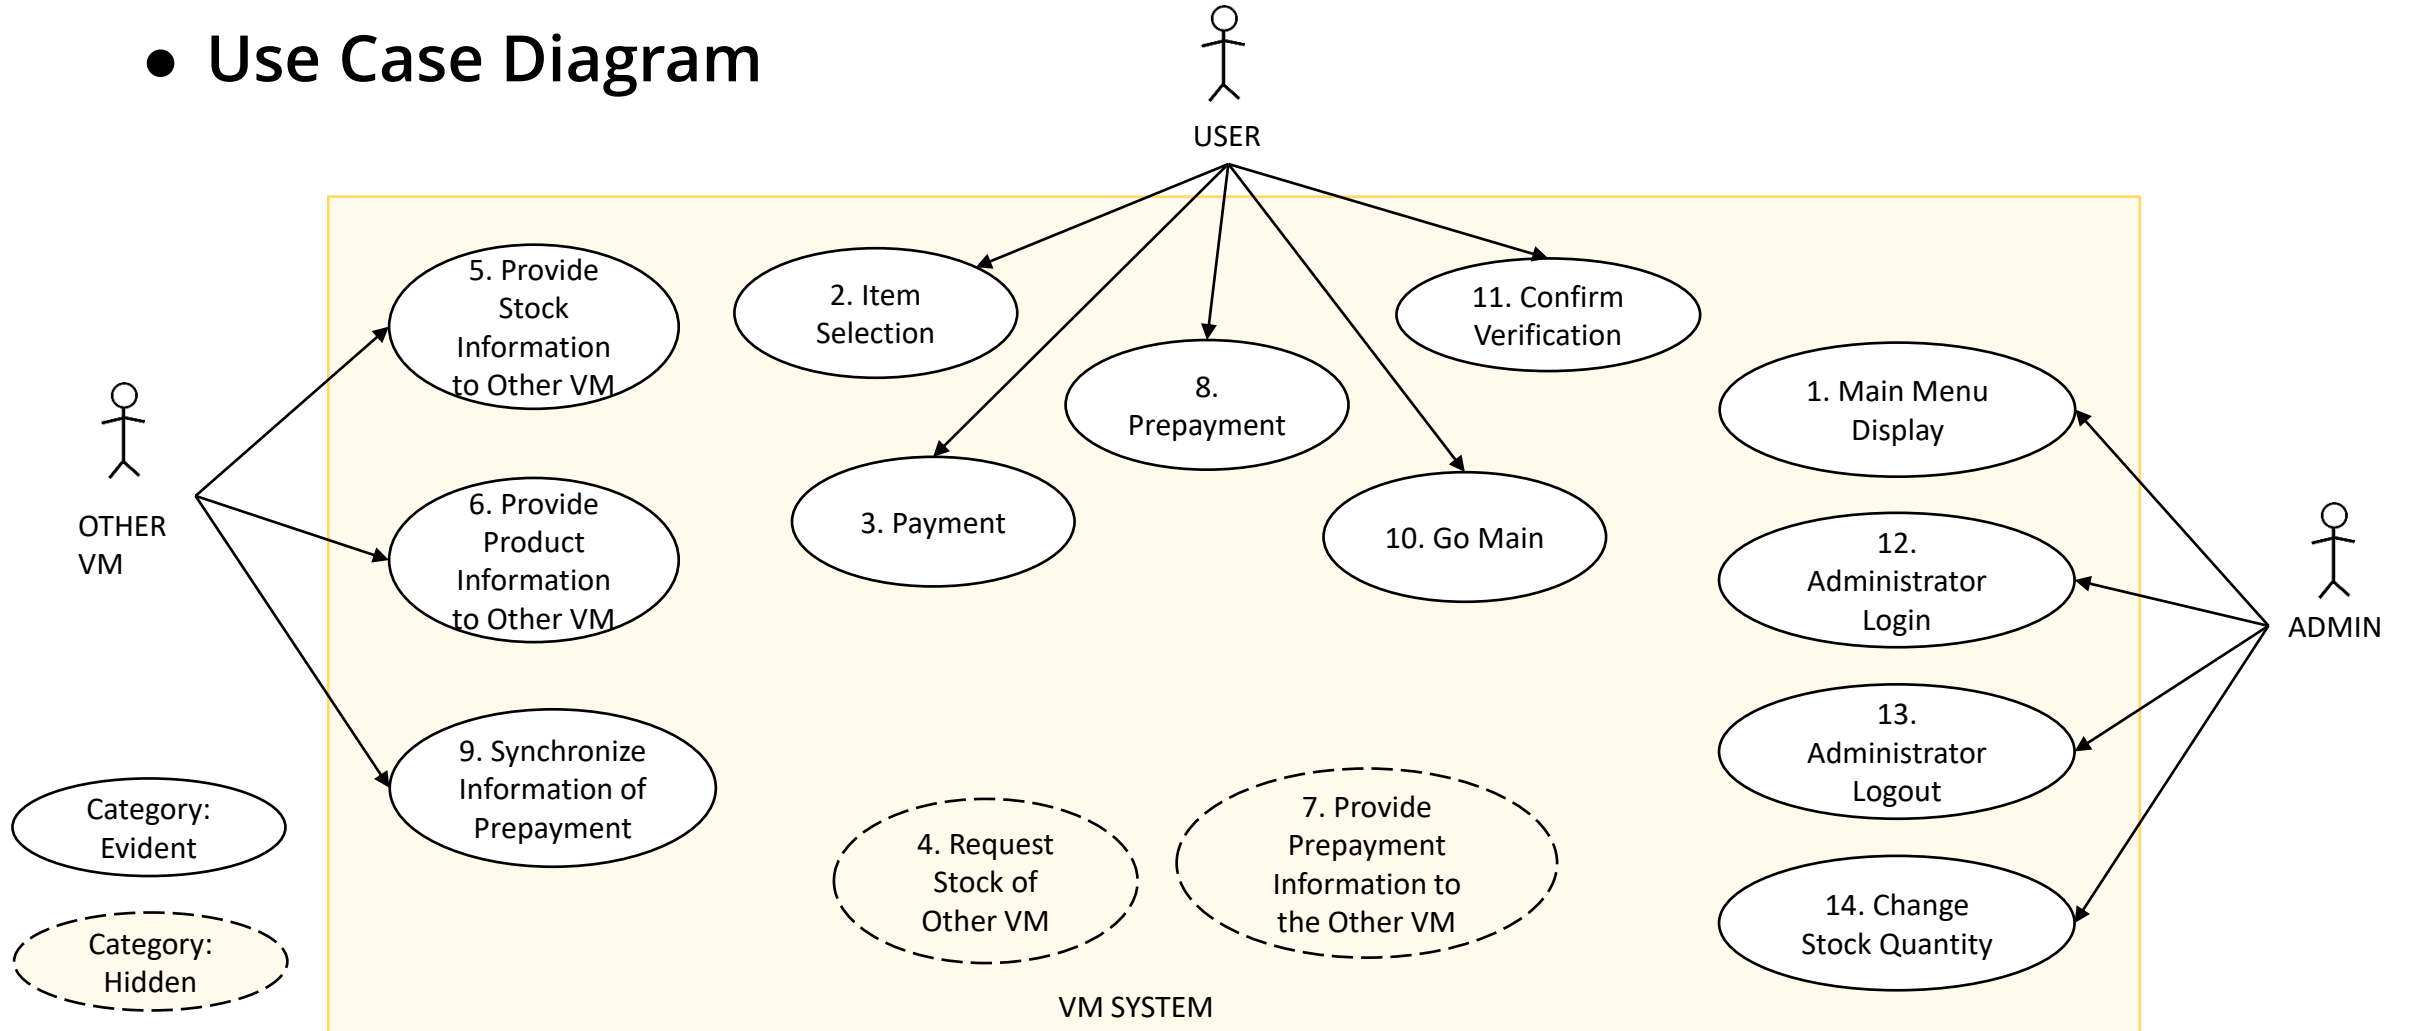 ● Use Case Diagram
USER
5. Provide
Stock
Information
to Other VM
2. Item
Selection
11. Confirm
Verification
8.
Prepayment
1. Main Menu
Display
3. Payment
10. Go Main
OTHER
VM
6. Provide
Product
Information
to Other VM
12.
Administrator
Login
ADMIN
9. Synchronize
Information of
Prepayment
13.
Administrator
Logout
Category:
Evident
4. Request
Stock of
Other VM
7. Provide
Prepayment
Information to
the Other VM
14. Change
Stock Quantity
Category:
Hidden
VM SYSTEM